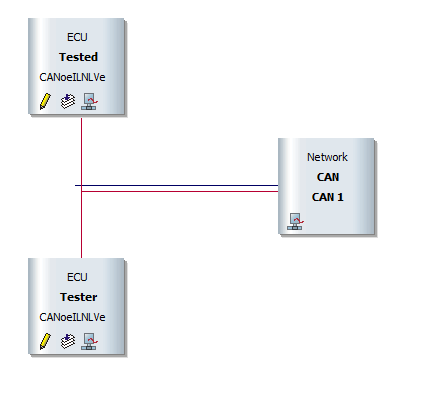 ECU
Tested
CANoeILNLVe
Network
CAN
CAN 1
ECU
Tester
CANoeILNLVe